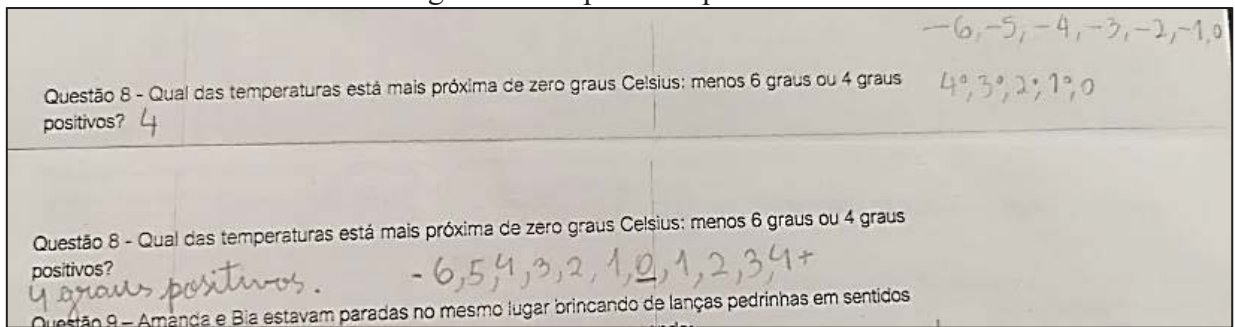 -6,-5,-4,-3,-2,-1,0
Questão 8 - Qual das temperaturas está mais próxima de zero graus Celsius: menos 6 graus ou 4 graus
4°,3°,2°,1°,0
positivos? 4
Questão 8 - Qual das temperaturas está mais próxima de zero graus Celsius: menos 6 graus ou 4 graus
positivos?
-6,5,4,3,2,1,0,1,2,3,4+
4 graus positivos.
Questão 9 – Amanda e Bia estavam paradas no mesmo lugar brincando de lanças pedrinhas em sentidos